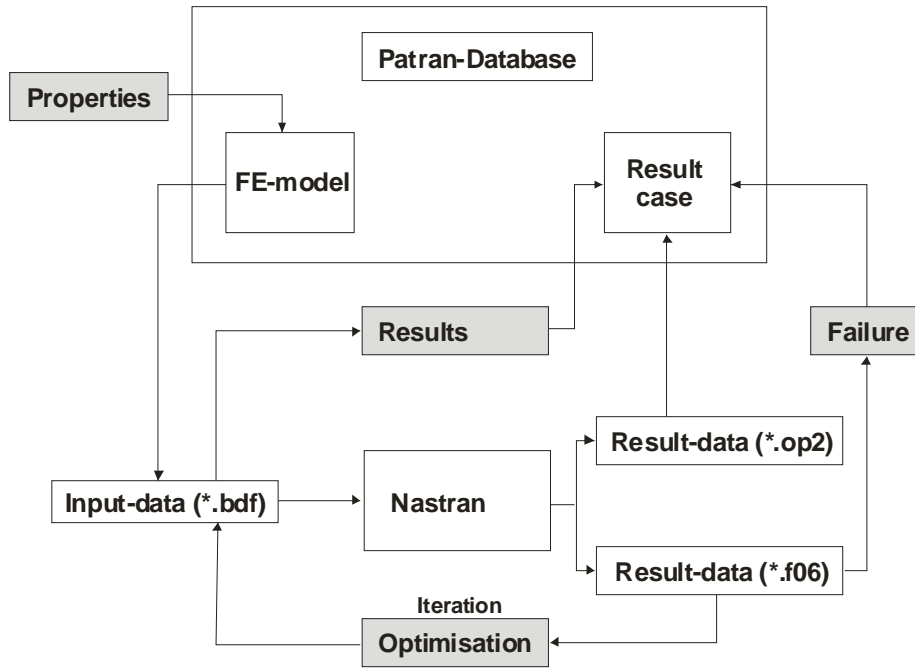 Patran-Database
Properties
FE-model
Result
case
Results
Failure
Result-data (*.op2)
Input-data (*.bdf)
Nastran
Result-data (*.f06)
Iteration
Optimisation